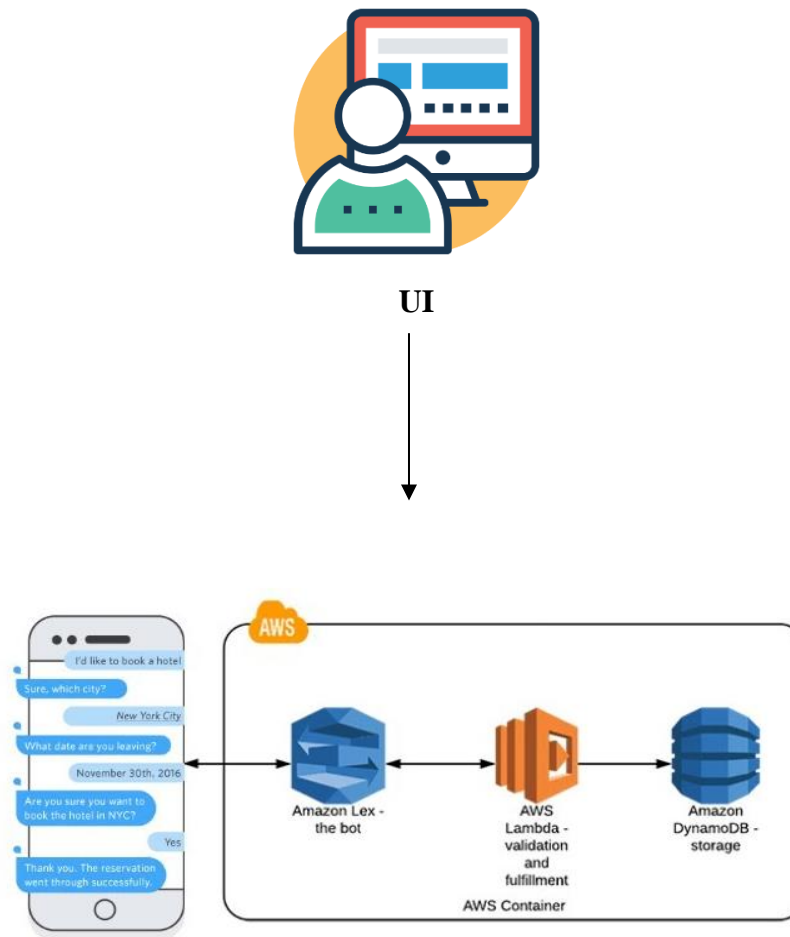 UI
AWS
I'd like to book a hotel
Sure, which city?
New York City
What date are you leaving?
November 30th, 2016
Are you sure you want to
book the hotel in NYC?
Yes
Thank you. The reservation
went through successfully.
Amazon Lex -
the bot
AWS
Lambda -
validation
and
fulfillment
Amazon
DynamoDB -
storage
AWS Container